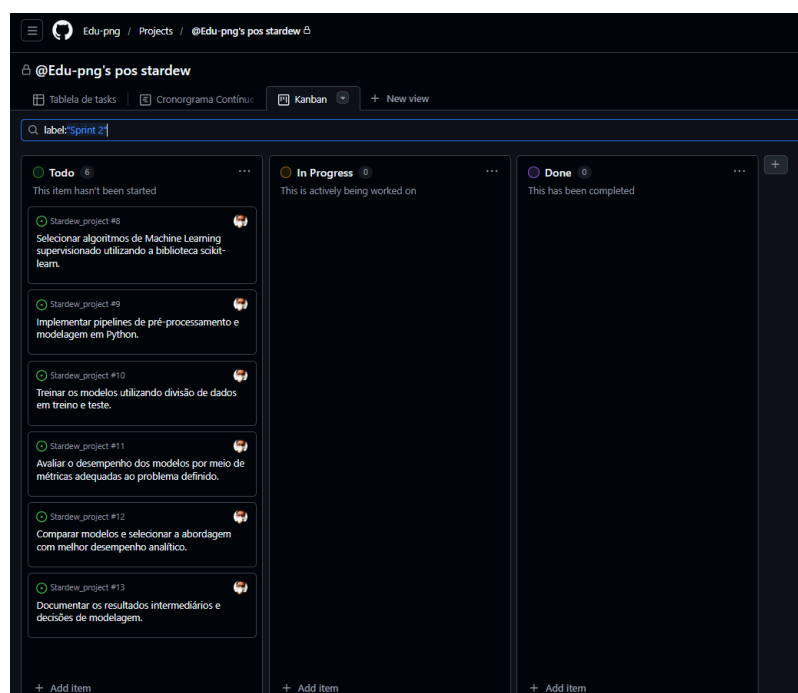 Edu-png / Projects / @Edu-png's pos stardew
@Edu-png's pos stardew
Tablela de tasks
Cronorgrama Contínuc
Kanban
+ New view
label:"Sprint 2"
Todo 6
This item hasn't been started
Stardew_project #8
Selecionar algoritmos de Machine Learning
supervisionado utilizando a biblioteca scikit-
learn.
Stardew_project #9
Implementar pipelines de pré-processamento e
modelagem em Python.
Stardew_project #10
Treinar os modelos utilizando divisão de dados
em treino e teste.
Stardew_project #11
Avaliar o desempenho dos modelos por meio de
métricas adequadas ao problema definido.
Stardew_project #12
Comparar modelos e selecionar a abordagem
com melhor desempenho analítico.
Stardew_project #13
Documentar os resultados intermediários e
decisões de modelagem.
+ Add item
In Progress 0
This is actively being worked on
+ Add item
Done 0
This has been completed
+ Add item